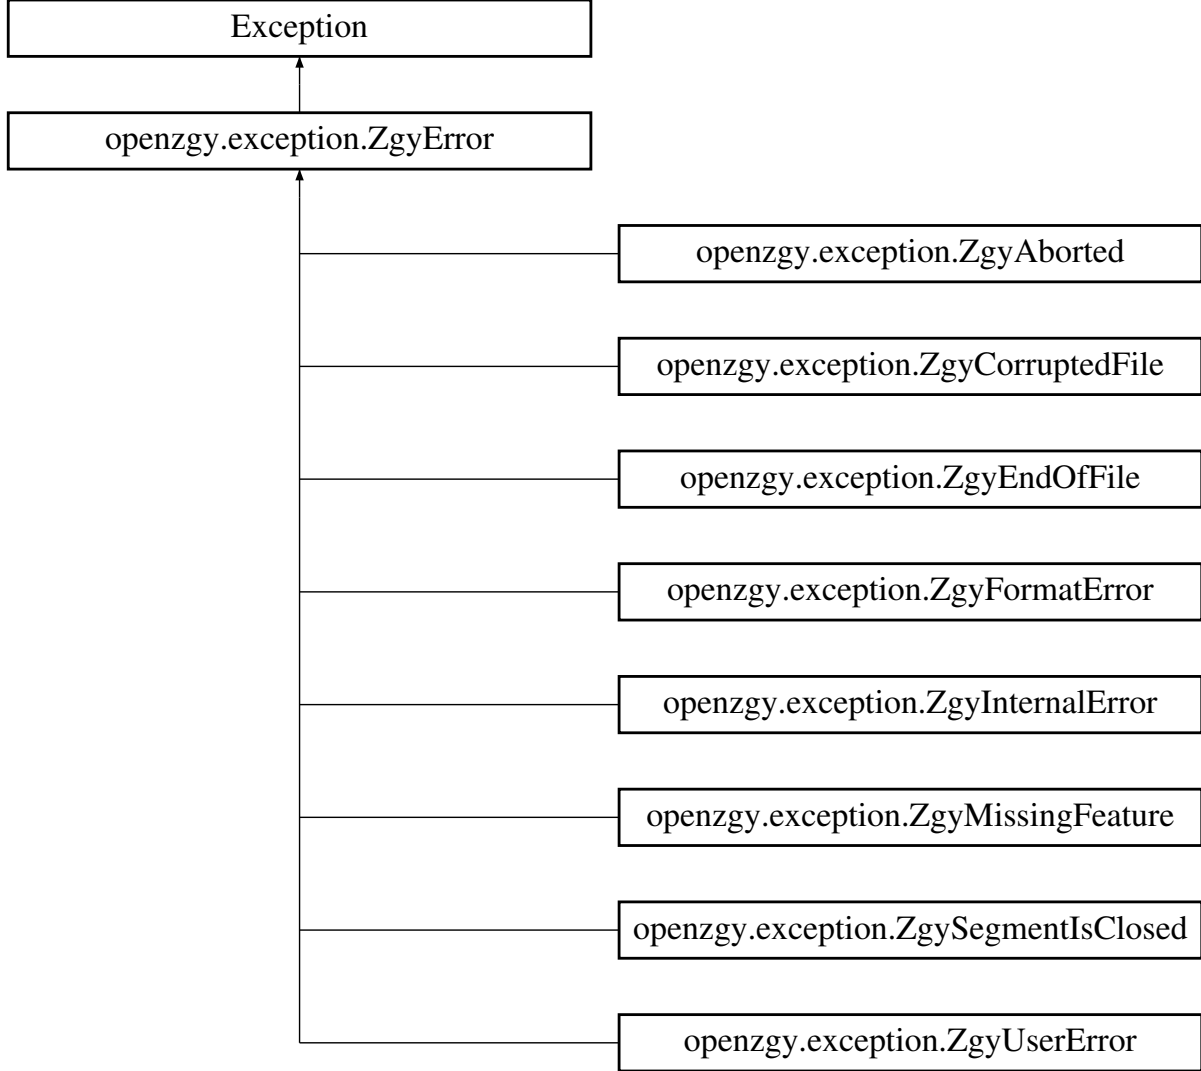 Exception
openzgy.exception.ZgyError
openzgy.exception.ZgyAborted
openzgy.exception.ZgyCorruptedFile
openzgy.exception.ZgyEndOfFile
openzgy.exception.ZgyFormatError
openzgy.exception.ZgyInternalError
openzgy.exception.ZgyMissingFeature
openzgy.exception.ZgySegmentIsClosed
openzgy.exception.ZgyUserError